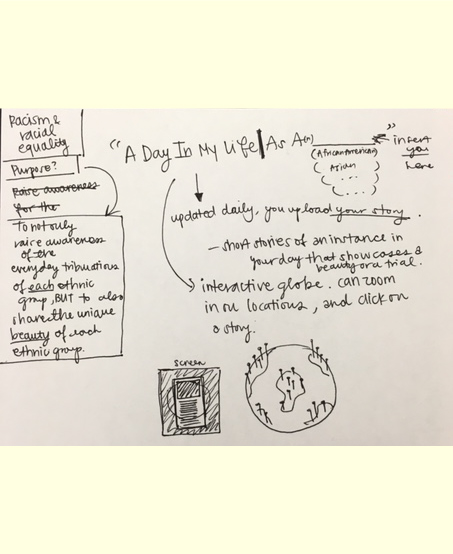 Racism &
racial
equality
Purpose?
Raise awareness
for the
To not only
raise awareness
of the
everyday tribulations
of each ethnic
group, BUT to also
share the unique
beauty of each
ethnic group.
"A Day In My Life As A(n) ______"
insert
you
here
(African American)
Asian
(. . .)
updated daily, you upload your story.
- short stories of an instance in
your day that showcases a
beauty or a trial.
interactive globe. can zoom
in on locations, and click on
a story.
screen